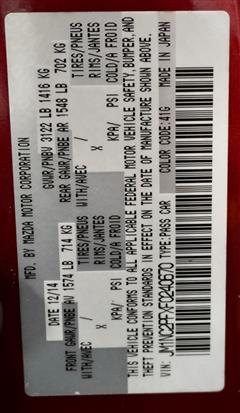 MFD. BY MAZDA MOTOR CORPORATION
DATE 12/14 GVWR/PNBV 3122 LB 1416 KG
FRONT GAWR/PNBE AV 1574 LB 714 KG REAR GAWR/PNBE AR 1548 LB 702 KG
WITH/AVEC TIRES/PNEUS WITH/AVEC TIRES/PNEUS
/ RIMS/JANTES X / RIMS/JANTES
X KPA/ PSI COLD/A FROID KPA/ PSI COLD/A FROID
THIS VEHICLE CONFORMS TO ALL APPLICABLE FEDERAL MOTOR VEHICLE SAFETY, BUMPER, AND
THEFT PREVENTION STANDARDS IN EFFECT ON THE DATE OF MANUFACTURE SHOWN ABOVE.
VIN: JM1NC2PFXF0240670 TYPE:PASS CAR COLOR CODE:41G MADE IN JAPAN